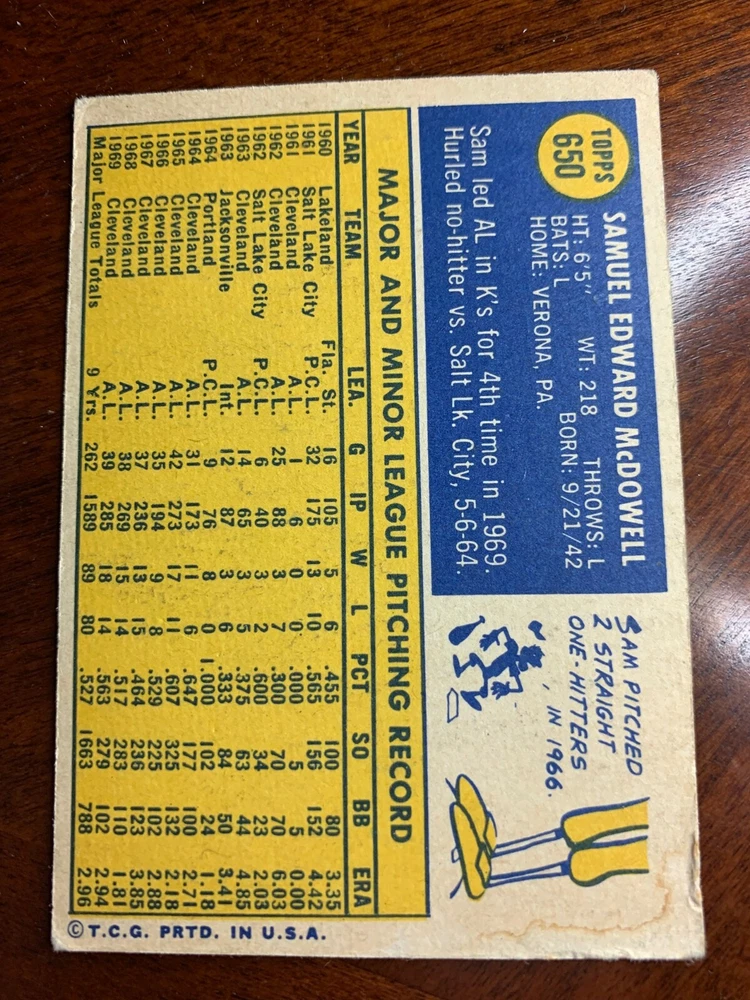 TOPPS
650
SAMUEL EDWARD McDOWELL
HT: 6'5" WT: 218 THROWS: L
BATS: L BORN: 9/21/42
HOME: VERONA, PA.
Sam led AL in K's for 4th time in 1969.
Hurled no-hitter vs. Salt Lk. City, 5-6-64.
SAM PITCHED
2 STRAIGHT
ONE-HITTERS
, IN 1966.
MAJOR AND MINOR LEAGUE PITCHING RECORD
YEAR TEAM LEA. G IP W L PCT SO BB ERA
1960 Lakeland Fla. St. 16 105 5 6 .455 100 80 3.35
1961 Salt Lake City P.C.L. 32 175 13 10 .565 156 152 4.42
1961 Cleveland A.L. 1 6 0 0 .000 5 5 0.00
1962 Cleveland A.L. 25 88 3 7 .300 70 70 6.03
1962 Salt Lake City P.C.L. 6 40 3 2 .600 34 23 2.03
1963 Cleveland A.L. 14 65 3 5 .375 63 44 4.85
1963 Jacksonville Int. 12 87 3 6 .333 84 50 3.41
1964 Portland P.C.L. 9 76 8 0 1.000 102 24 1.18
1964 Cleveland A.L. 31 173 11 6 .647 177 100 2.71
1965 Cleveland A.L. 42 273 17 11 .607 325 132 2.18
1966 Cleveland A.L. 35 194 9 8 .529 225 102 2.88
1967 Cleveland A.L. 37 236 13 15 .464 236 123 3.85
1968 Cleveland A.L. 38 269 15 14 .517 283 110 1.81
1969 Cleveland A.L. 39 285 18 14 .563 279 102 2.94
Major League Totals 9 Yrs. 262 1589 89 80 .527 1663 788 2.96
© T.C.G. PRTD. IN U.S.A.